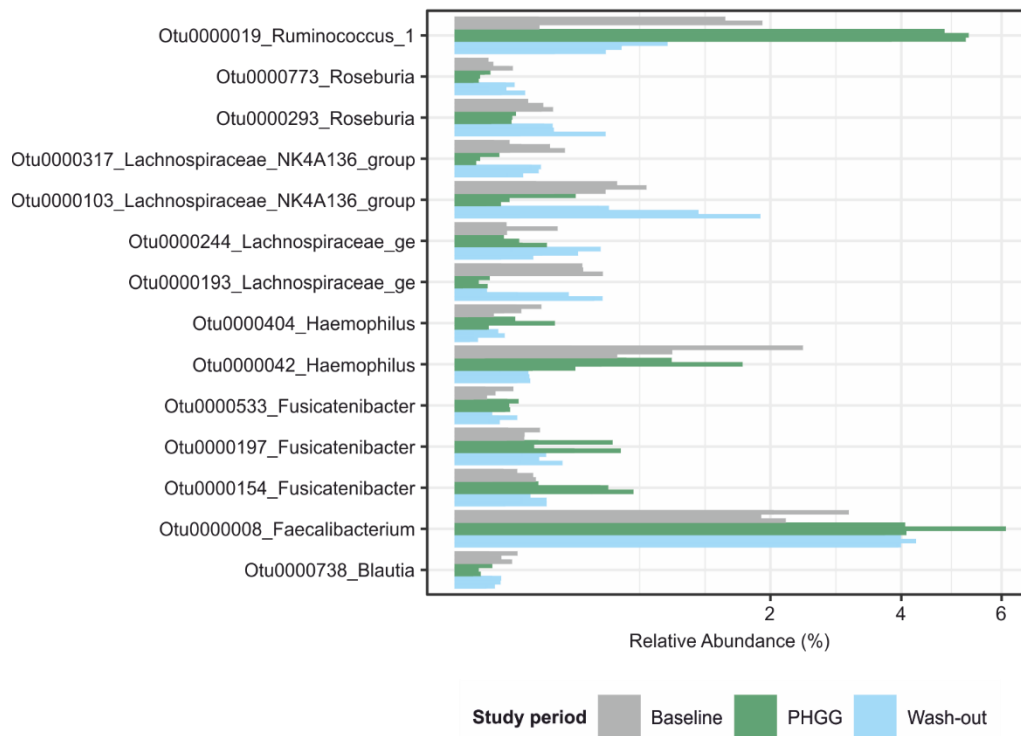 Otu0000019_Ruminococcus_1
Otu0000773_Roseburia
Otu0000293_Roseburia
Otu0000317_Lachnospiraceae_NK4A136_group
Otu0000103_Lachnospiraceae_NK4A136_group
Otu0000244_Lachnospiraceae_ge
Otu0000193_Lachnospiraceae_ge
Otu0000404_Haemophilus
Otu0000042_Haemophilus
Otu0000533_Fusicatenibacter
Otu0000197_Fusicatenibacter
Otu0000154_Fusicatenibacter
Otu0000008_Faecalibacterium
Otu0000738_Blautia
2 4 6
Relative Abundance (%)
Study period Baseline PHGG Wash-out